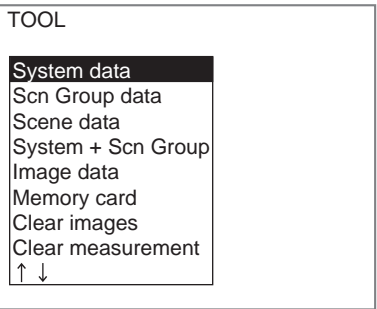 TOOL
System data
Scn Group data
Scene data
System + Scn Group
Image data
Memory card
Clear images
Clear measurement
↑ ↓